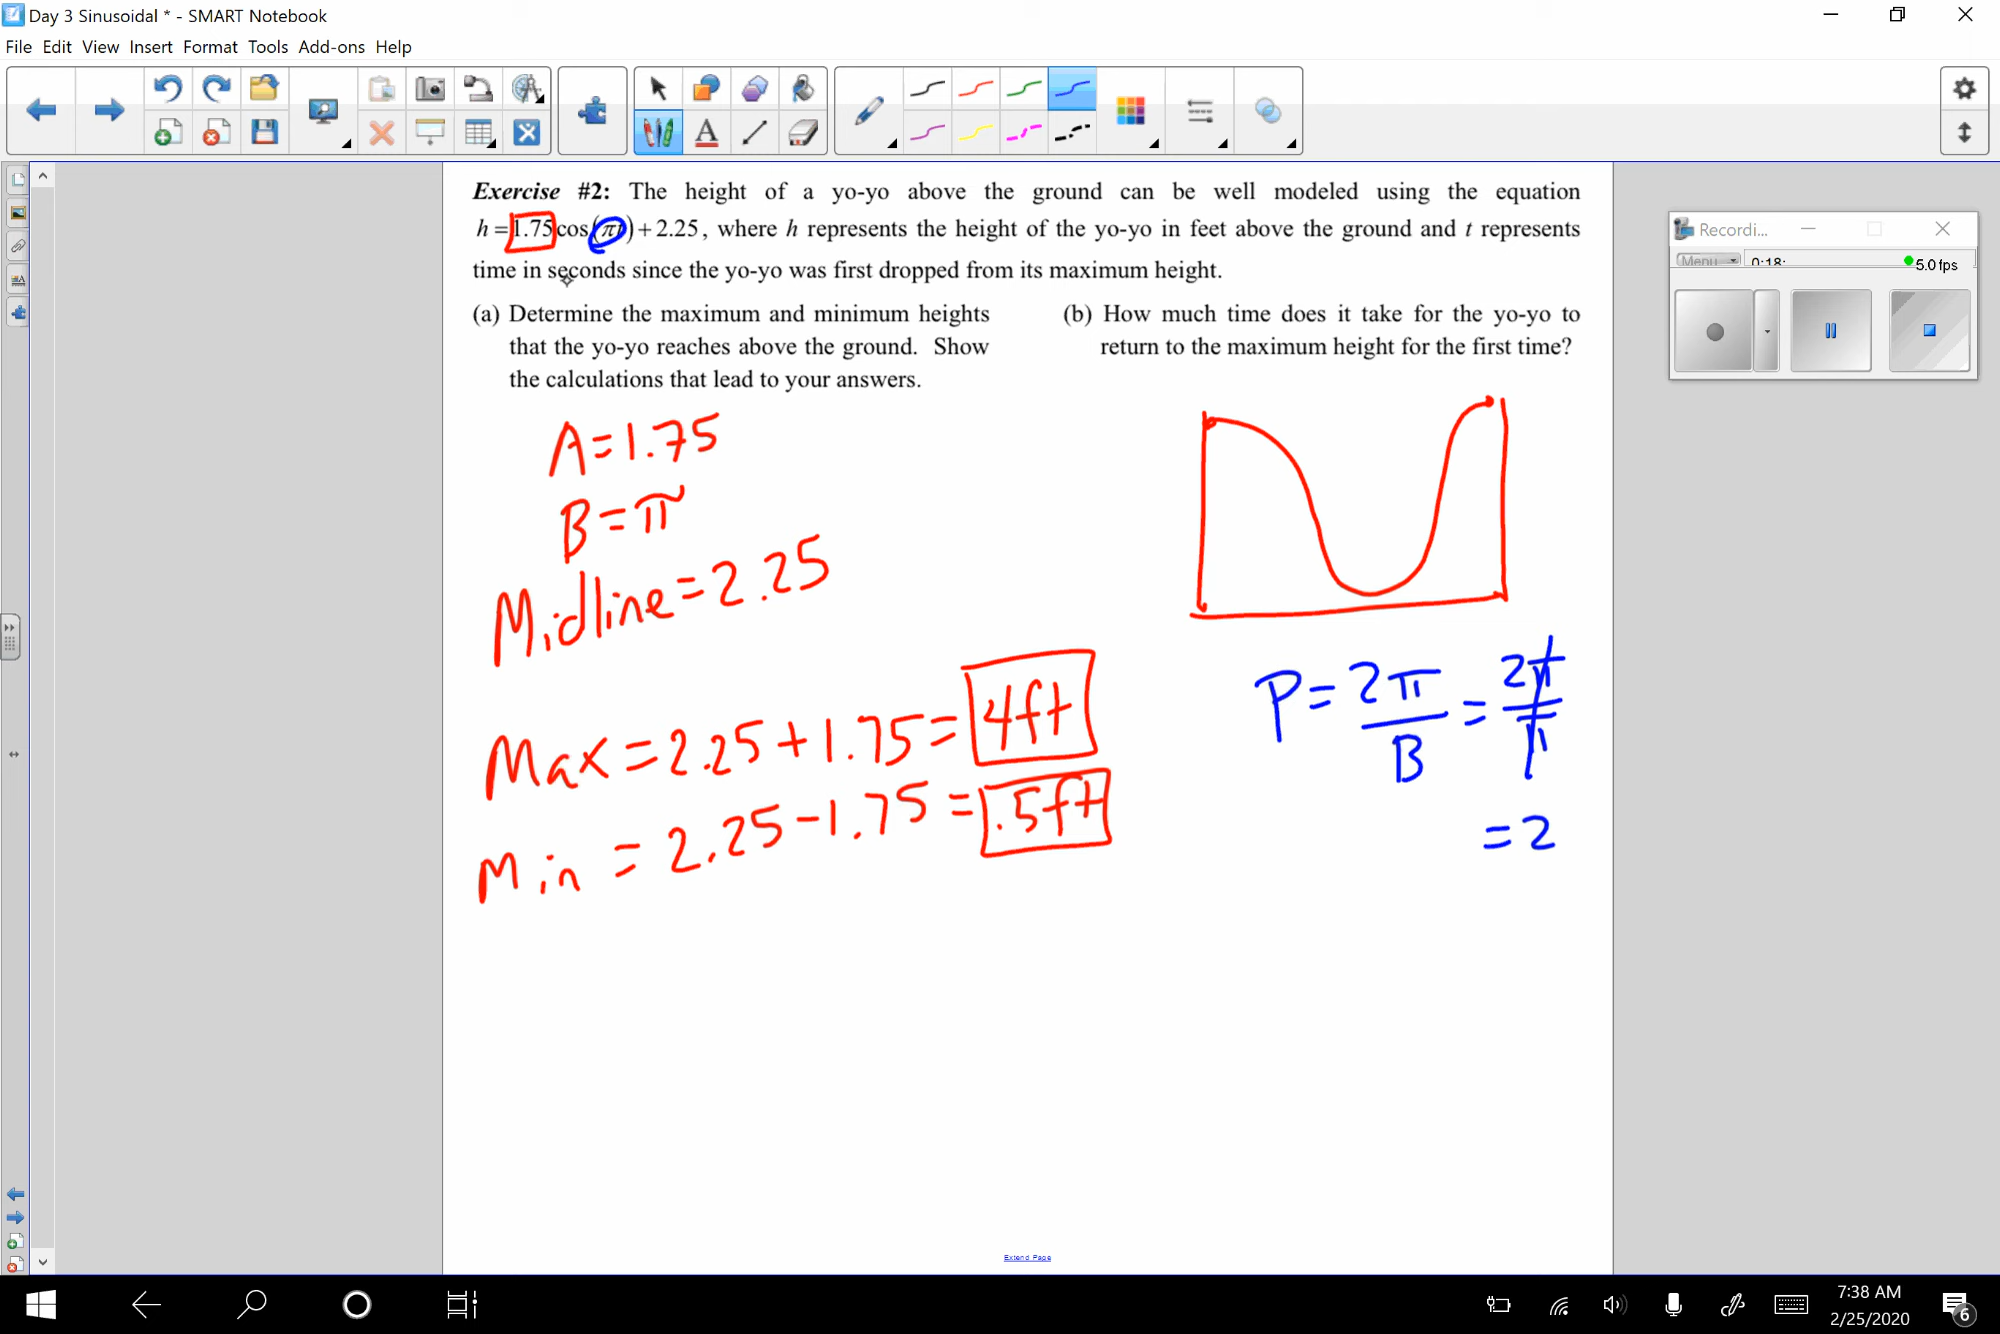 Day 3 Sinusoidal * - SMART Notebook
File Edit View Insert Format Tools Add-ons Help
Exercise #2: The height of a yo-yo above the ground can be well modeled using the equation
h = 1.75cos(πt)+2.25, where h represents the height of the yo-yo in feet above the ground and t represents
time in seconds since the yo-yo was first dropped from its maximum height.
(a) Determine the maximum and minimum heights
that the yo-yo reaches above the ground. Show
the calculations that lead to your answers.
(b) How much time does it take for the yo-yo to
return to the maximum height for the first time?
A=1.75
B=π
Midline=2.25
Max=2.25+1.75=4ft
Min=2.25-1.75=.5ft
P=2π/B=2π/π
=2
Recordi...
Menu 0:18: 5.0 fps
Extend Page
7:38 AM
2/25/2020
6